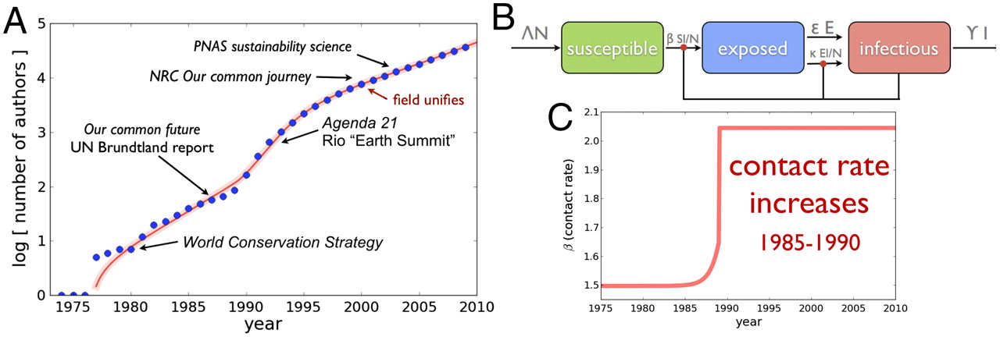 A
log [ number of authors ]
5
4
3
2
1
0
PNAS sustainability science
NRC Our common journey
field unifies
Our common future
UN Brundtland report
Agenda 21
Rio “Earth Summit”
World Conservation Strategy
1975 1980 1985 1990 1995 2000 2005 2010
year
B
ΛN
susceptible
β SI/N
exposed
ε E
κ EI/N
infectious
ϒ I
C
β (contact rate)
2.1
2.0
1.9
1.8
1.7
1.6
1.5
contact rate
increases
1985-1990
1975 1980 1985 1990 1995 2000 2005 2010
year